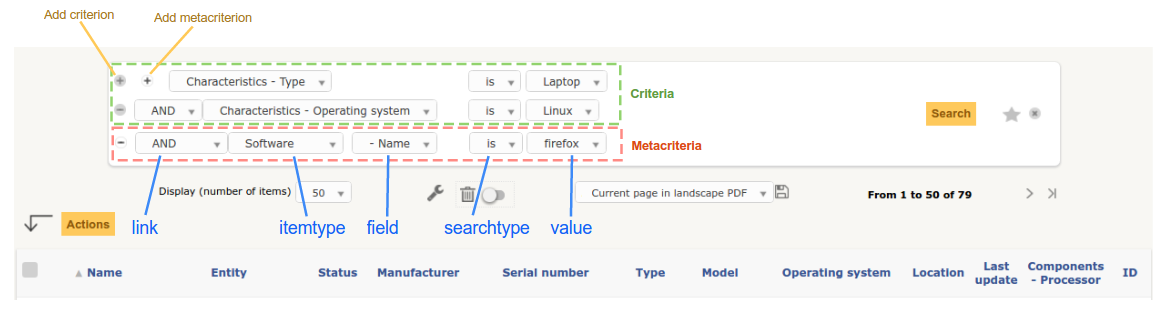 Add criterion
Add metacriterion
+ + Characteristics - Type is Laptop
Criteria
− AND Characteristics - Operating system is Linux
Search
− AND Software - Name is firefox
Metacriteria
Display (number of items) 50 Current page in landscape PDF From 1 to 50 of 79
Actions link itemtype field searchtype value
Name Entity Status Manufacturer Serial number Type Model Operating system Location Last update Components - Processor ID